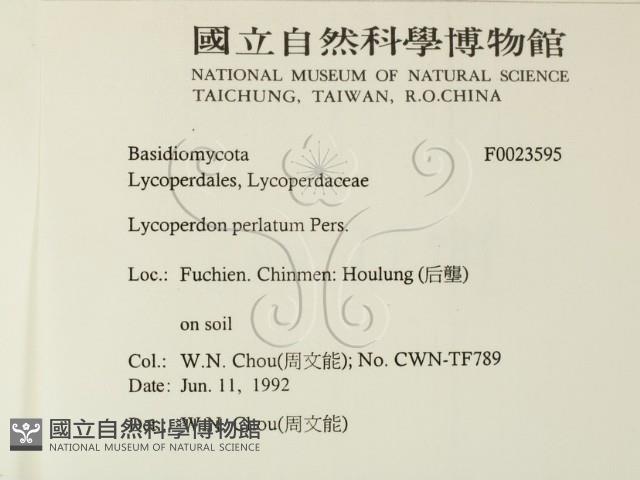 國立自然科學博物館
NATIONAL MUSEUM OF NATURAL SCIENCE
TAICHUNG, TAIWAN, R.O.CHINA
Basidiomycota F0023595
Lycoperdales, Lycoperdaceae
Lycoperdon perlatum Pers.
Loc.: Fuchien. Chinmen: Houlung (后壟)
on soil
Col.: W.N. Chou(周文能); No. CWN-TF789
Date: Jun. 11, 1992
Det.: W.N. Chou(周文能)
國立自然科學博物館
NATIONAL MUSEUM OF NATURAL SCIENCE